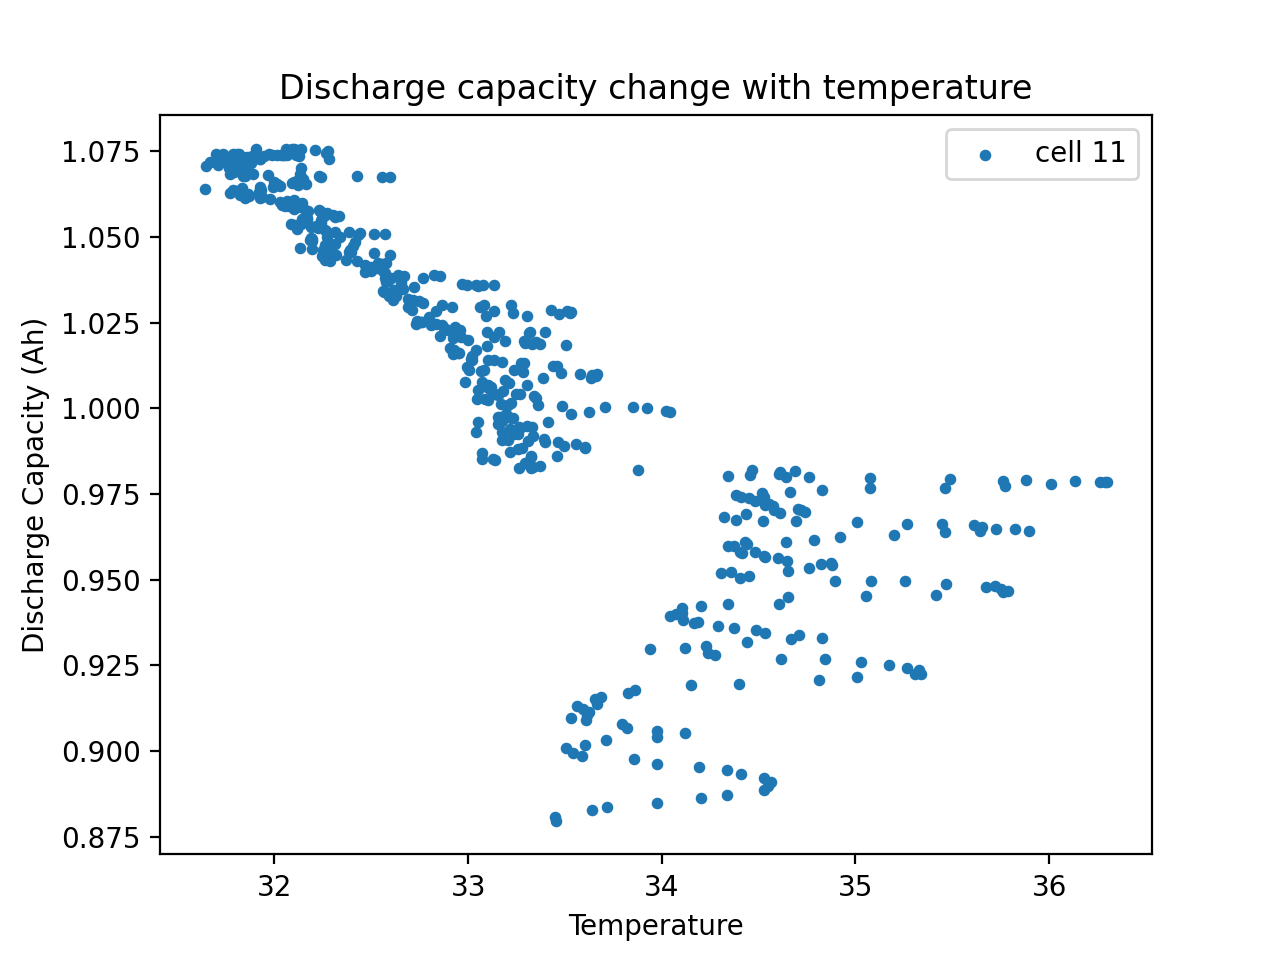 Discharge capacity change with temperature
cell 11
Discharge Capacity (Ah)
1.075
1.050
1.025
1.000
0.975
0.950
0.925
0.900
0.875
32 33 34 35 36
Temperature